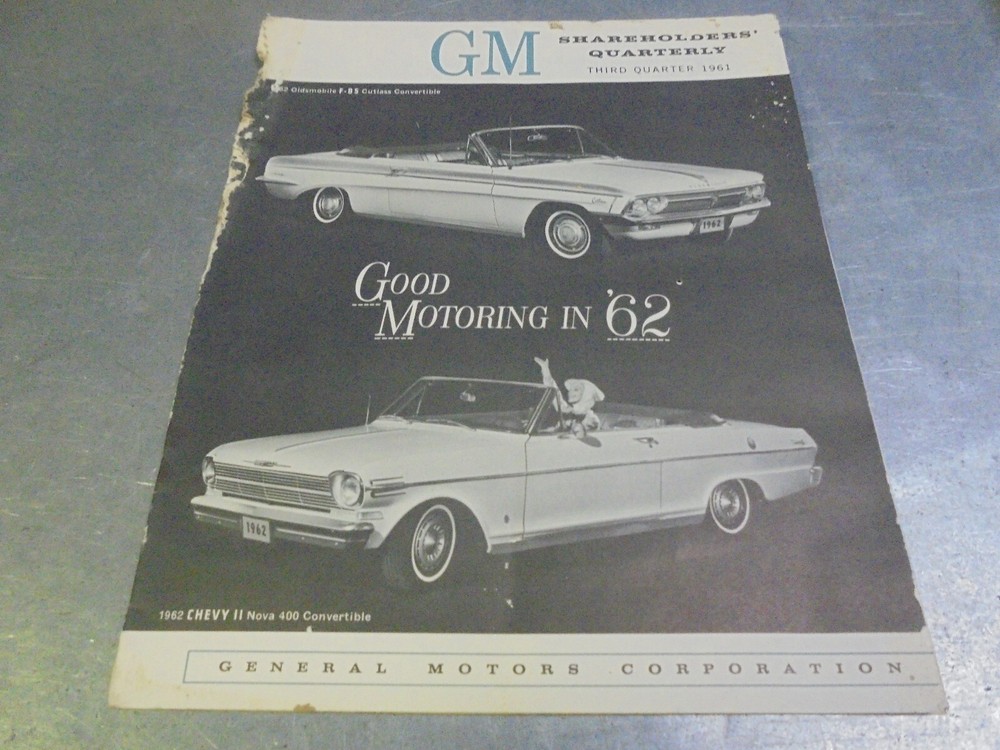 GM
SHAREHOLDERS'
QUARTERLY
THIRD QUARTER 1961
62 Oldsmobile F-85 Cutlass Convertible
1962
GOOD
MOTORING IN '62
1962
1962 CHEVY II Nova 400 Convertible
GENERAL MOTORS CORPORATION